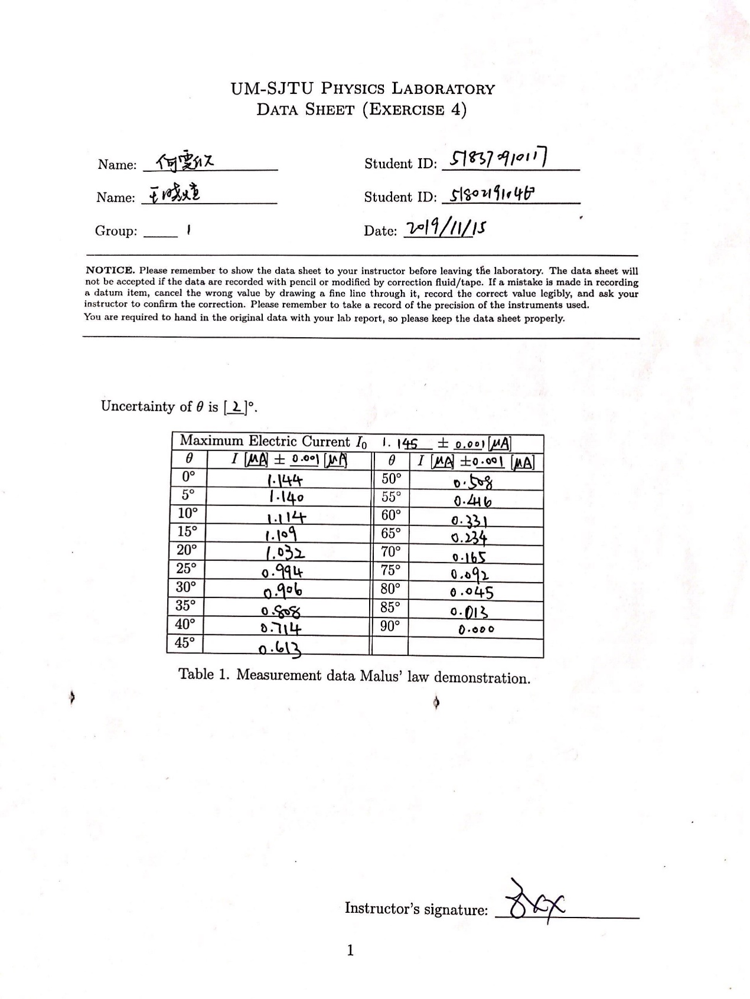 UM-SJTU PHYSICS LABORATORY
DATA SHEET (EXERCISE 4)
Name: 何雯 Student ID: 518370910117
Name: 王晓煊 Student ID:
Group: 1 Date: 2019/11/15
NOTICE. Please remember to show the data sheet to your instructor before leaving the laboratory. The data sheet will
not be accepted if the data are recorded with pencil or modified by correction fluid/tape. If a mistake is made in recording
a datum item, cancel the wrong value by drawing a fine line through it, record the correct value legibly, and ask your
instructor to confirm the correction. Please remember to take a record of the precision of the instruments used.
You are required to hand in the original data with your lab report, so please keep the data sheet properly.
Uncertainty of θ is [ 2 ]°.
Maximum Electric Current I₀ 1.145 ± 0.001 [μA]
θ I [μA] ± 0.001 [μA] θ I [μA] ± 0.001 [μA]
0° 1.144 50° 0.508
5° 1.140 55° 0.446
10° 1.114 60° 0.331
15° 1.109 65° 0.234
20° 1.032 70° 0.165
25° 0.994 75° 0.092
30° 0.906 80° 0.045
35° 0.808 85° 0.013
40° 0.714 90° 0.000
45° 0.613
Table 1. Measurement data Malus' law demonstration.
Instructor's signature:
1